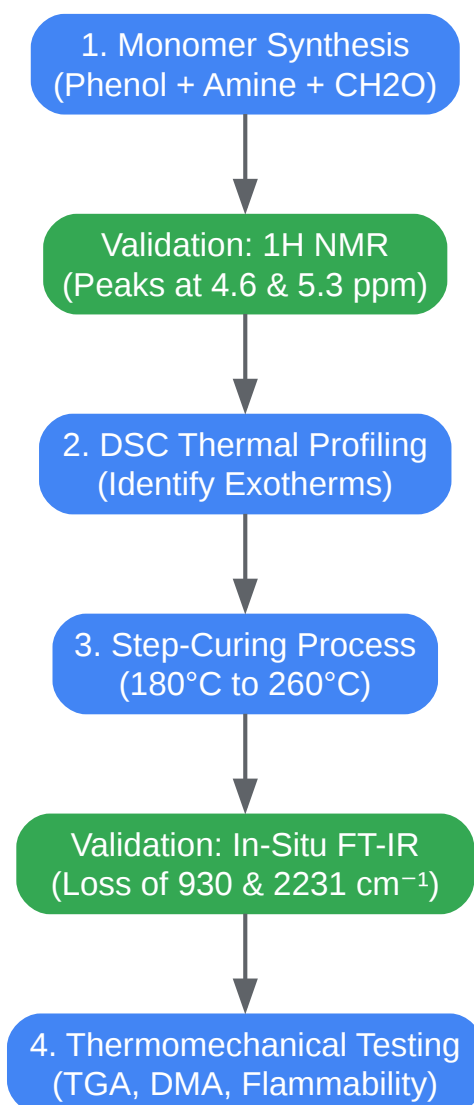 1. Monomer Synthesis
(Phenol + Amine + CH2O)
Validation: 1H NMR
(Peaks at 4.6 & 5.3 ppm)
2. DSC Thermal Profiling
(Identify Exotherms)
3. Step-Curing Process
(180°C to 260°C)
Validation: In-Situ FT-IR
(Loss of 930 & 2231 cm⁻¹)
4. Thermomechanical Testing
(TGA, DMA, Flammability)